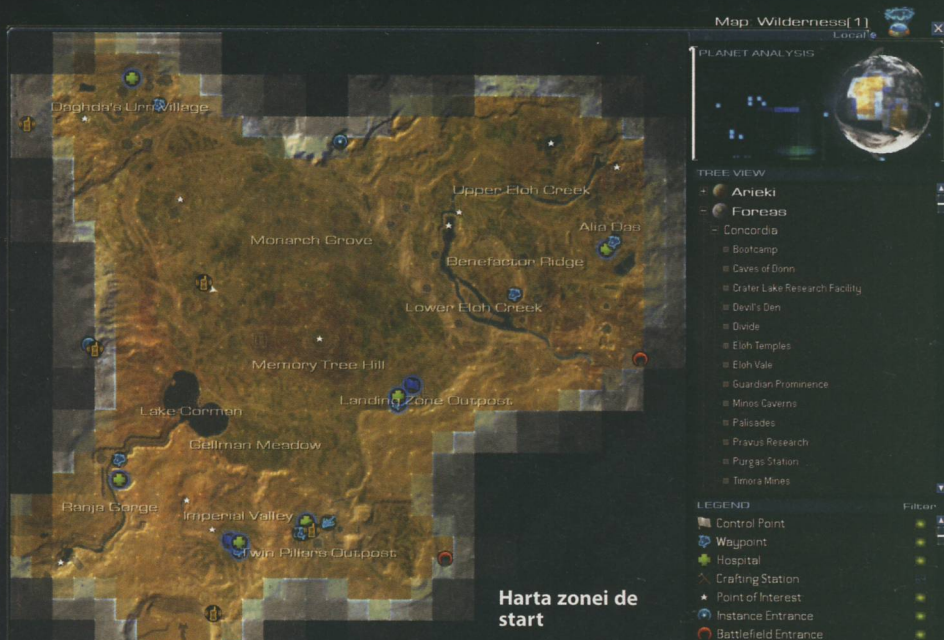 Map: Wilderness[1]
Local
PLANET ANALYSIS
Daghda's Urn Village
Upper Eloh Creek
Alia Das
Monarch Grove
Benefactor Ridge
Lower Eloh Creek
Memory Tree Hill
Landing Zone Outpost
Lake Cormen
Gellman Meadow
Ranja Gorge
Imperial Valley
Twin Pillars Outpost
Harta zonei de
start
TREE VIEW
+ Arieki
- Foreas
- Concordia
Bootcamp
Caves of Donn
Crater Lake Research Facility
Devil's Den
Divide
Eloh Temples
Eloh Vale
Guardian Prominence
Minos Caverns
Palisades
Pravus Research
Purgas Station
Timora Mines
LEGEND Filter
Control Point
Waypoint
Hospital
Crafting Station
Point of Interest
Instance Entrance
Battlefield Entrance